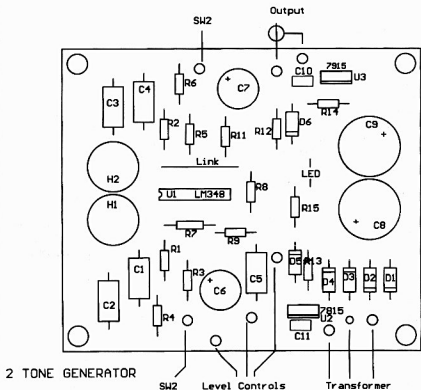 Output
SW2
7915
C10
U3
R6
C4
C3
C7
R14
R2
R5
R11
R12
D6
C9
Link
LED
H2
U1 LM348
R8
H1
R15
C8
R7
R9
R1
D5
R13
C1
R3
C5
D4
D3
D2
D1
C6
C2
7815
U2
R4
C11
2 TONE GENERATOR
SW2
Level Controls
Transformer